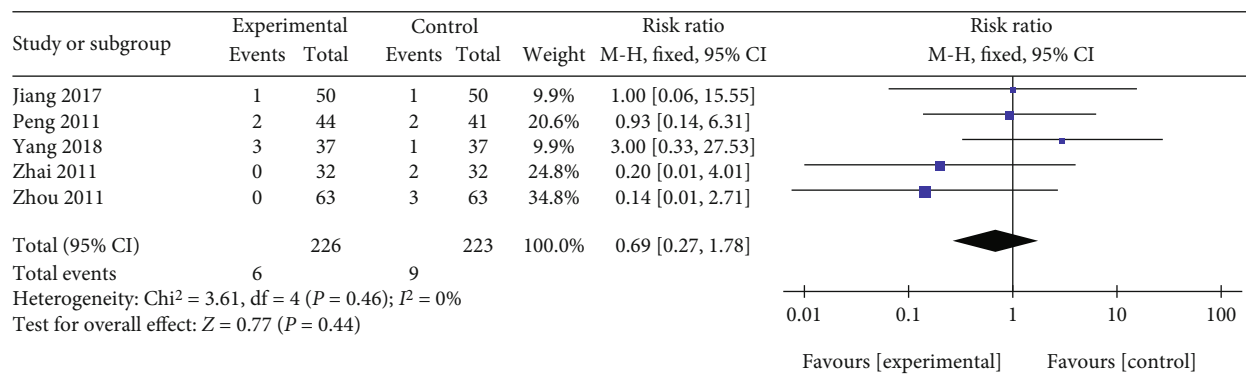 Experimental Control Risk ratio Risk ratio
Study or subgroup Events Total Events Total Weight M-H, fixed, 95% CI M-H, fixed, 95% CI
Jiang 2017 1 50 1 50 9.9% 1.00 [0.06, 15.55]
Peng 2011 2 44 2 41 20.6% 0.93 [0.14, 6.31]
Yang 2018 3 37 1 37 9.9% 3.00 [0.33, 27.53]
Zhai 2011 0 32 2 32 24.8% 0.20 [0.01, 4.01]
Zhou 2011 0 63 3 63 34.8% 0.14 [0.01, 2.71]
Total (95% CI) 226 223 100.0% 0.69 [0.27, 1.78]
Total events 6 9
Heterogeneity: Chi² = 3.61, df = 4 (P = 0.46); I² = 0%
Test for overall effect: Z = 0.77 (P = 0.44)
0.01 0.1 1 10 100
Favours [experimental] Favours [control]